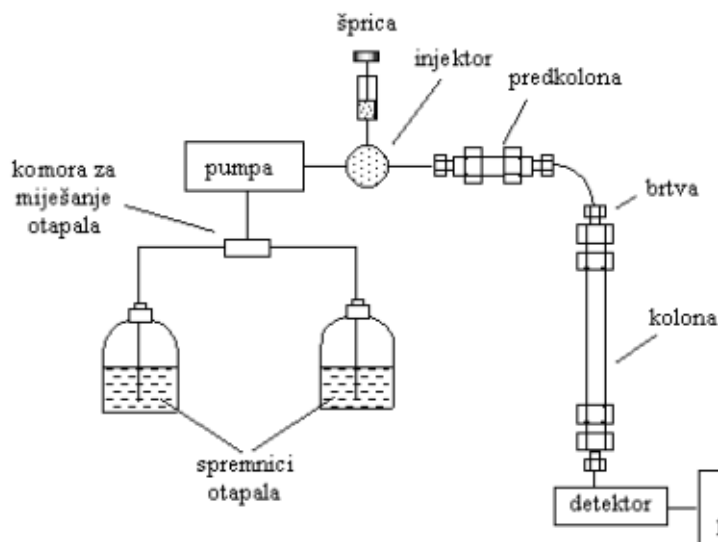 šprica
injektor
predkolona
pumpa
komora za
miješanje
otapala
brtva
kolona
spremnici
otapala
detektor